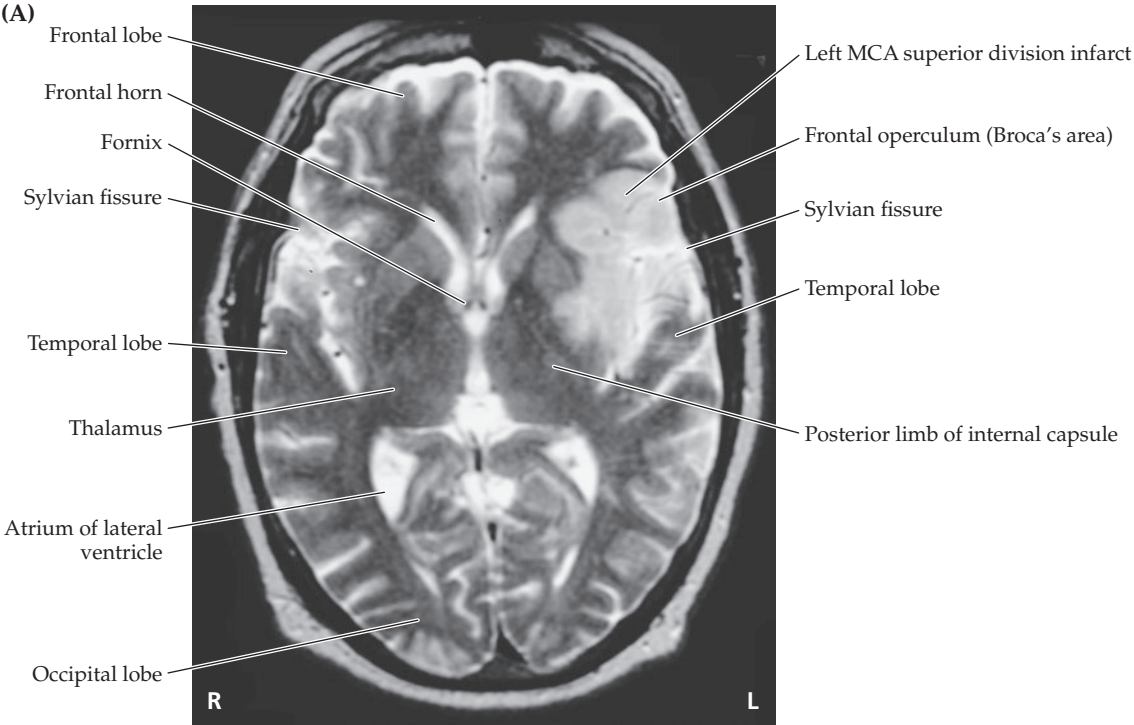 (A)
Frontal lobe
Frontal horn
Fornix
Sylvian fissure
Temporal lobe
Thalamus
Atrium of lateral
ventricle
Occipital lobe
Left MCA superior division infarct
Frontal operculum (Broca’s area)
Sylvian fissure
Temporal lobe
Posterior limb of internal capsule
R
L